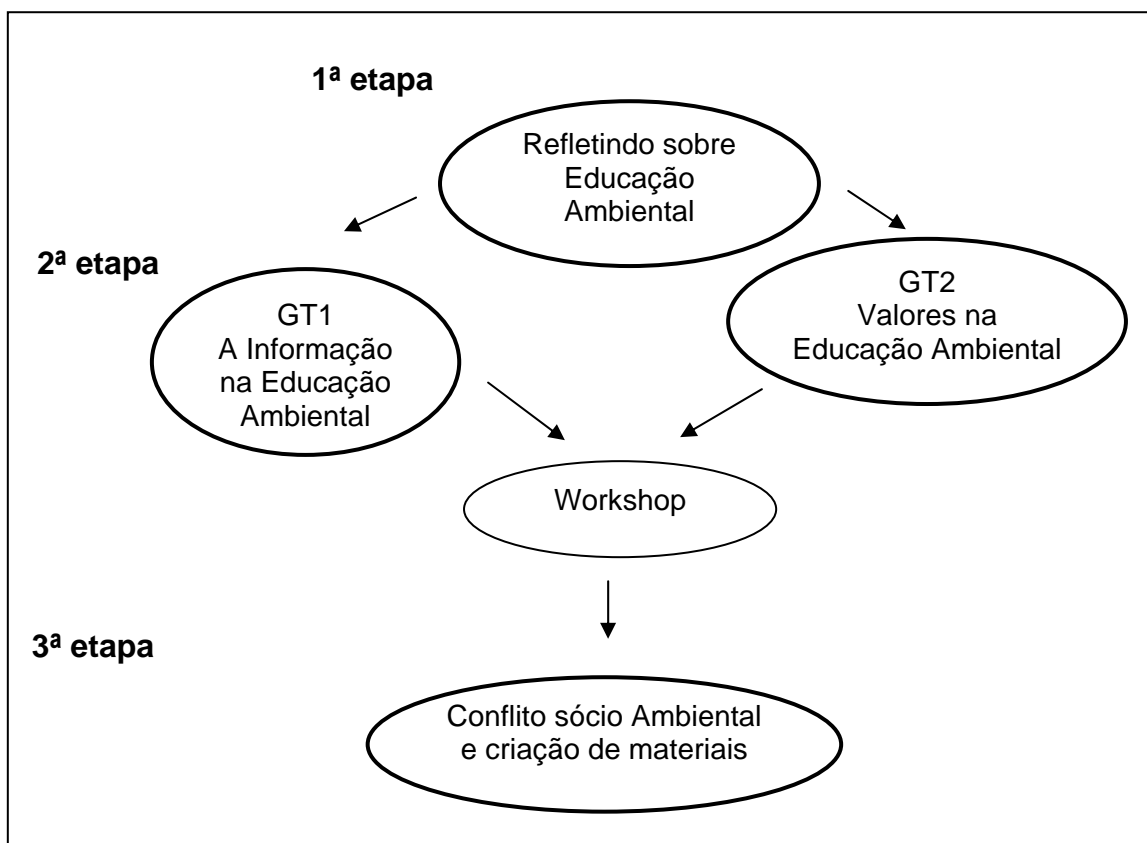 1ª etapa
Refletindo sobre
Educação
Ambiental
2ª etapa
GT1
A Informação
na Educação
Ambiental
GT2
Valores na
Educação Ambiental
Workshop
3ª etapa
Conflito sócio Ambiental
e criação de materiais